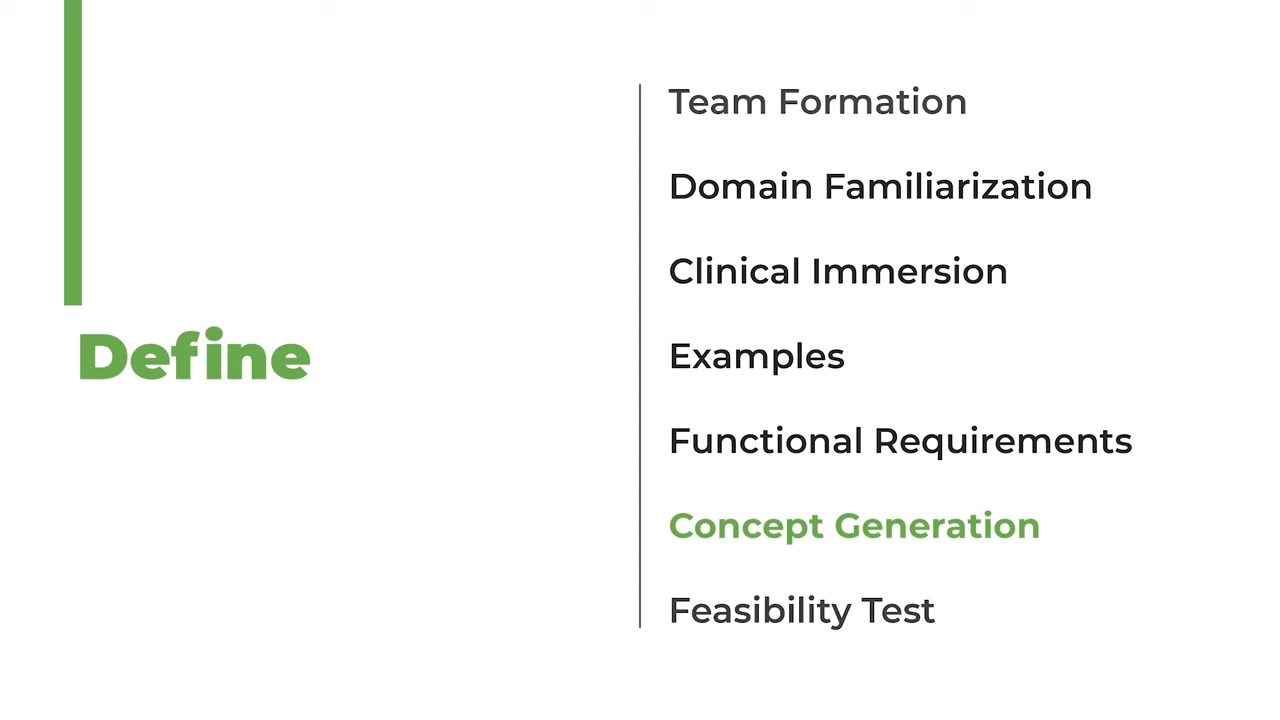 Define
Team Formation
Domain Familiarization
Clinical Immersion
Examples
Functional Requirements
Concept Generation
Feasibility Test